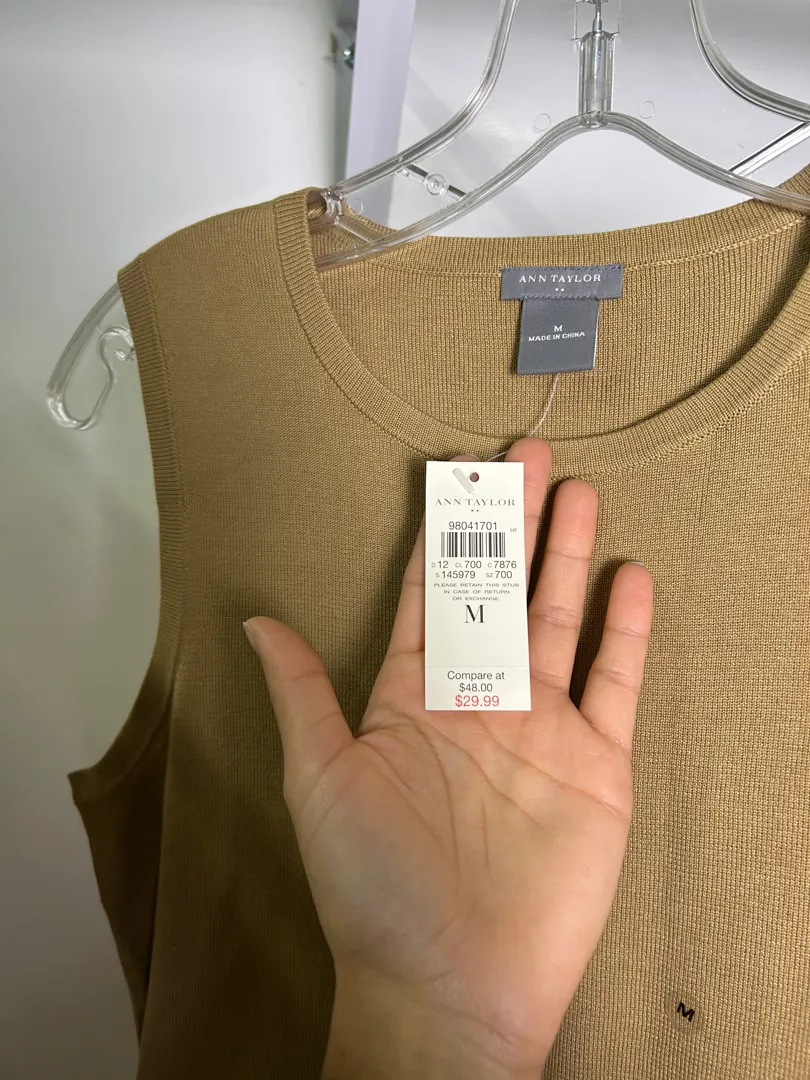 ANN TAYLOR
M
MADE IN CHINA
ANN TAYLOR
98041701
HF
D 12 CL 700 C 7876
S 145979 SZ 700
PLEASE RETAIN THIS STUB
IN CASE OF RETURN
OR EXCHANGE.
M
Compare at
$48.00
$29.99
M